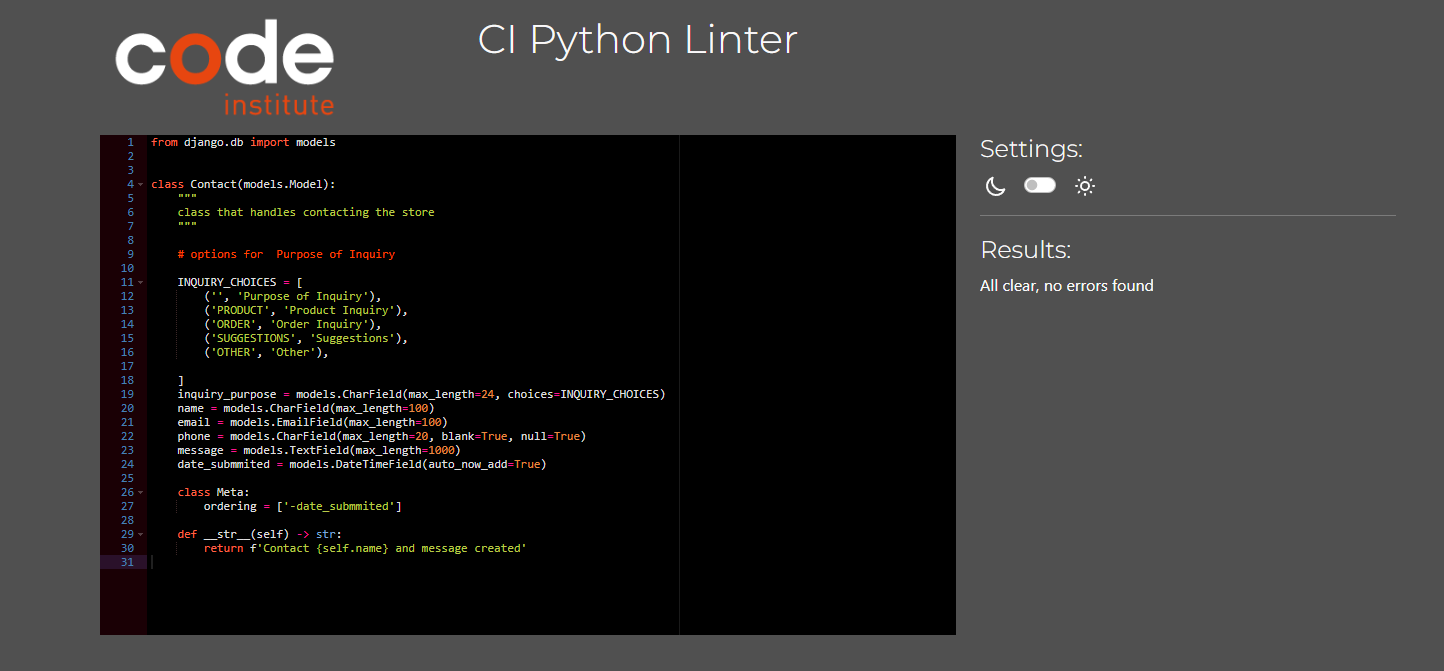 code
institute
CI Python Linter
1 from django.db import models
2
3
4 class Contact(models.Model):
5     """
6     class that handles contacting the store
7     """
8
9     # options for  Purpose of Inquiry
10
11     INQUIRY_CHOICES = [
12         ('', 'Purpose of Inquiry'),
13         ('PRODUCT', 'Product Inquiry'),
14         ('ORDER', 'Order Inquiry'),
15         ('SUGGESTIONS', 'Suggestions'),
16         ('OTHER', 'Other'),
17
18     ]
19     inquiry_purpose = models.CharField(max_length=24, choices=INQUIRY_CHOICES)
20     name = models.CharField(max_length=100)
21     email = models.EmailField(max_length=100)
22     phone = models.CharField(max_length=20, blank=True, null=True)
23     message = models.TextField(max_length=1000)
24     date_submmited = models.DateTimeField(auto_now_add=True)
25
26     class Meta:
27         ordering = ['-date_submmited']
28
29     def __str__(self) -> str:
30         return f'Contact {self.name} and message created'
31
Settings:
Results:
All clear, no errors found